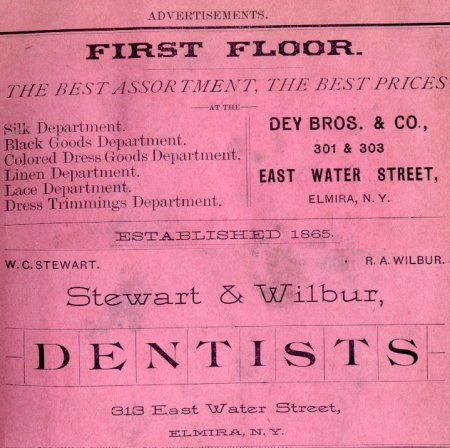 ADVERTISEMENTS.
FIRST FLOOR.
THE BEST ASSORTMENT, THE BEST PRICES
AT THE
Silk Department.
Black Goods Department.
Colored Dress Goods Department.
Linen Department.
Lace Department.
Dress Trimmings Department.
DEY BROS. & CO.,
301 & 303
EAST WATER STREET,
ELMIRA, N.Y.
ESTABLISHED 1865.
W. C. STEWART. R. A. WILBUR.
Stewart & Wilbur,
DENTISTS
313 East Water Street,
ELMIRA, N.Y.